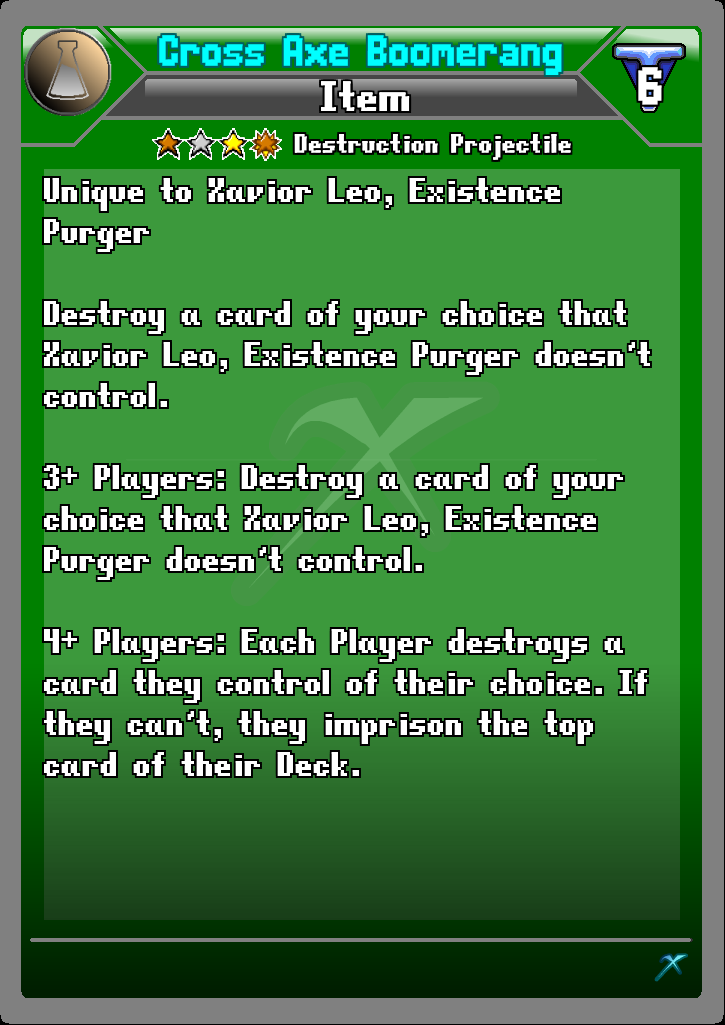 Cross Axe Boomerang
Item
6
Destruction Projectile
Unique to Xavior Leo, Existence
Purger
Destroy a card of your choice that
Xavior Leo, Existence Purger doesn't
control.
3+ Players: Destroy a card of your
choice that Xavior Leo, Existence
Purger doesn't control.
4+ Players: Each Player destroys a
card they control of their choice. If
they can't, they imprison the top
card of their Deck.